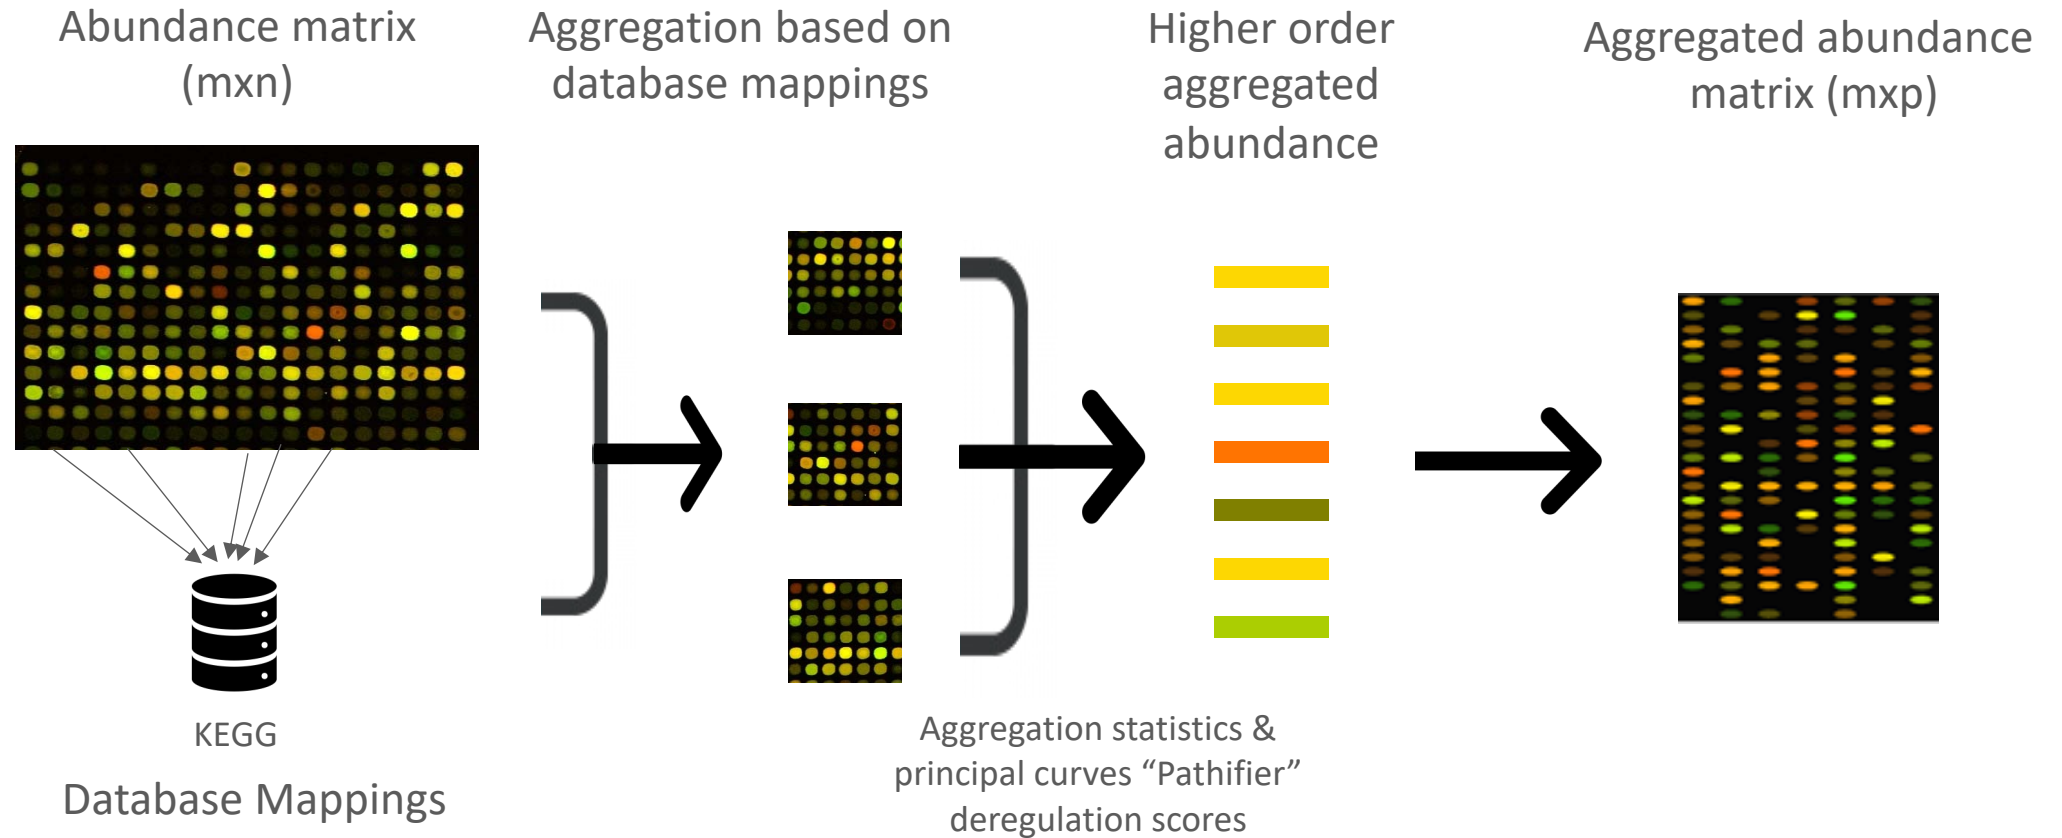 Abundance matrix
(mxn)
Aggregation based on
database mappings
Higher order
aggregated
abundance
Aggregated abundance
matrix (mxp)
KEGG
Database Mappings
Aggregation statistics &
principal curves “Pathifier”
deregulation scores